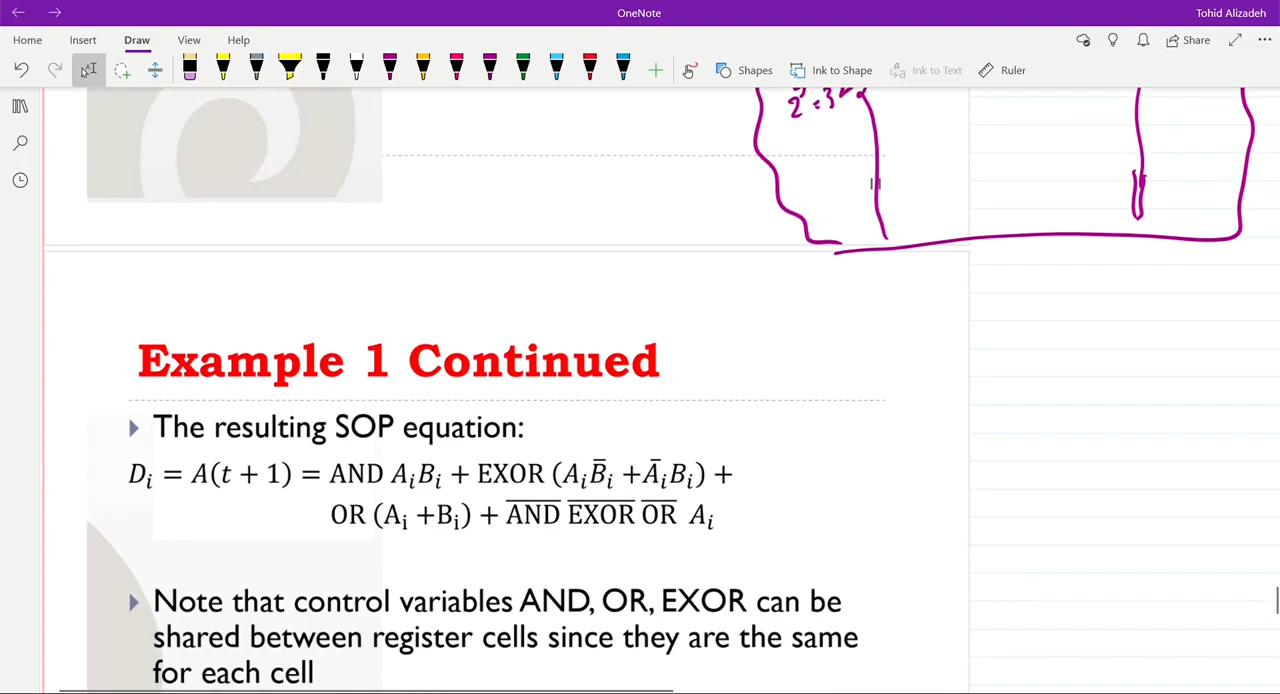 OneNote
Tohid Alizadeh
Home Insert Draw View Help
Share
Shapes Ink to Shape Ink to Text Ruler
Example 1 Continued
The resulting SOP equation:
Dᵢ = A(t + 1) = AND AᵢBᵢ + EXOR (AᵢB̅ᵢ +A̅ᵢBᵢ) +
OR (Aᵢ +Bᵢ) + A̅N̅D̅ E̅X̅O̅R̅ O̅R̅ Aᵢ
Note that control variables AND, OR, EXOR can be
shared between register cells since they are the same
for each cell